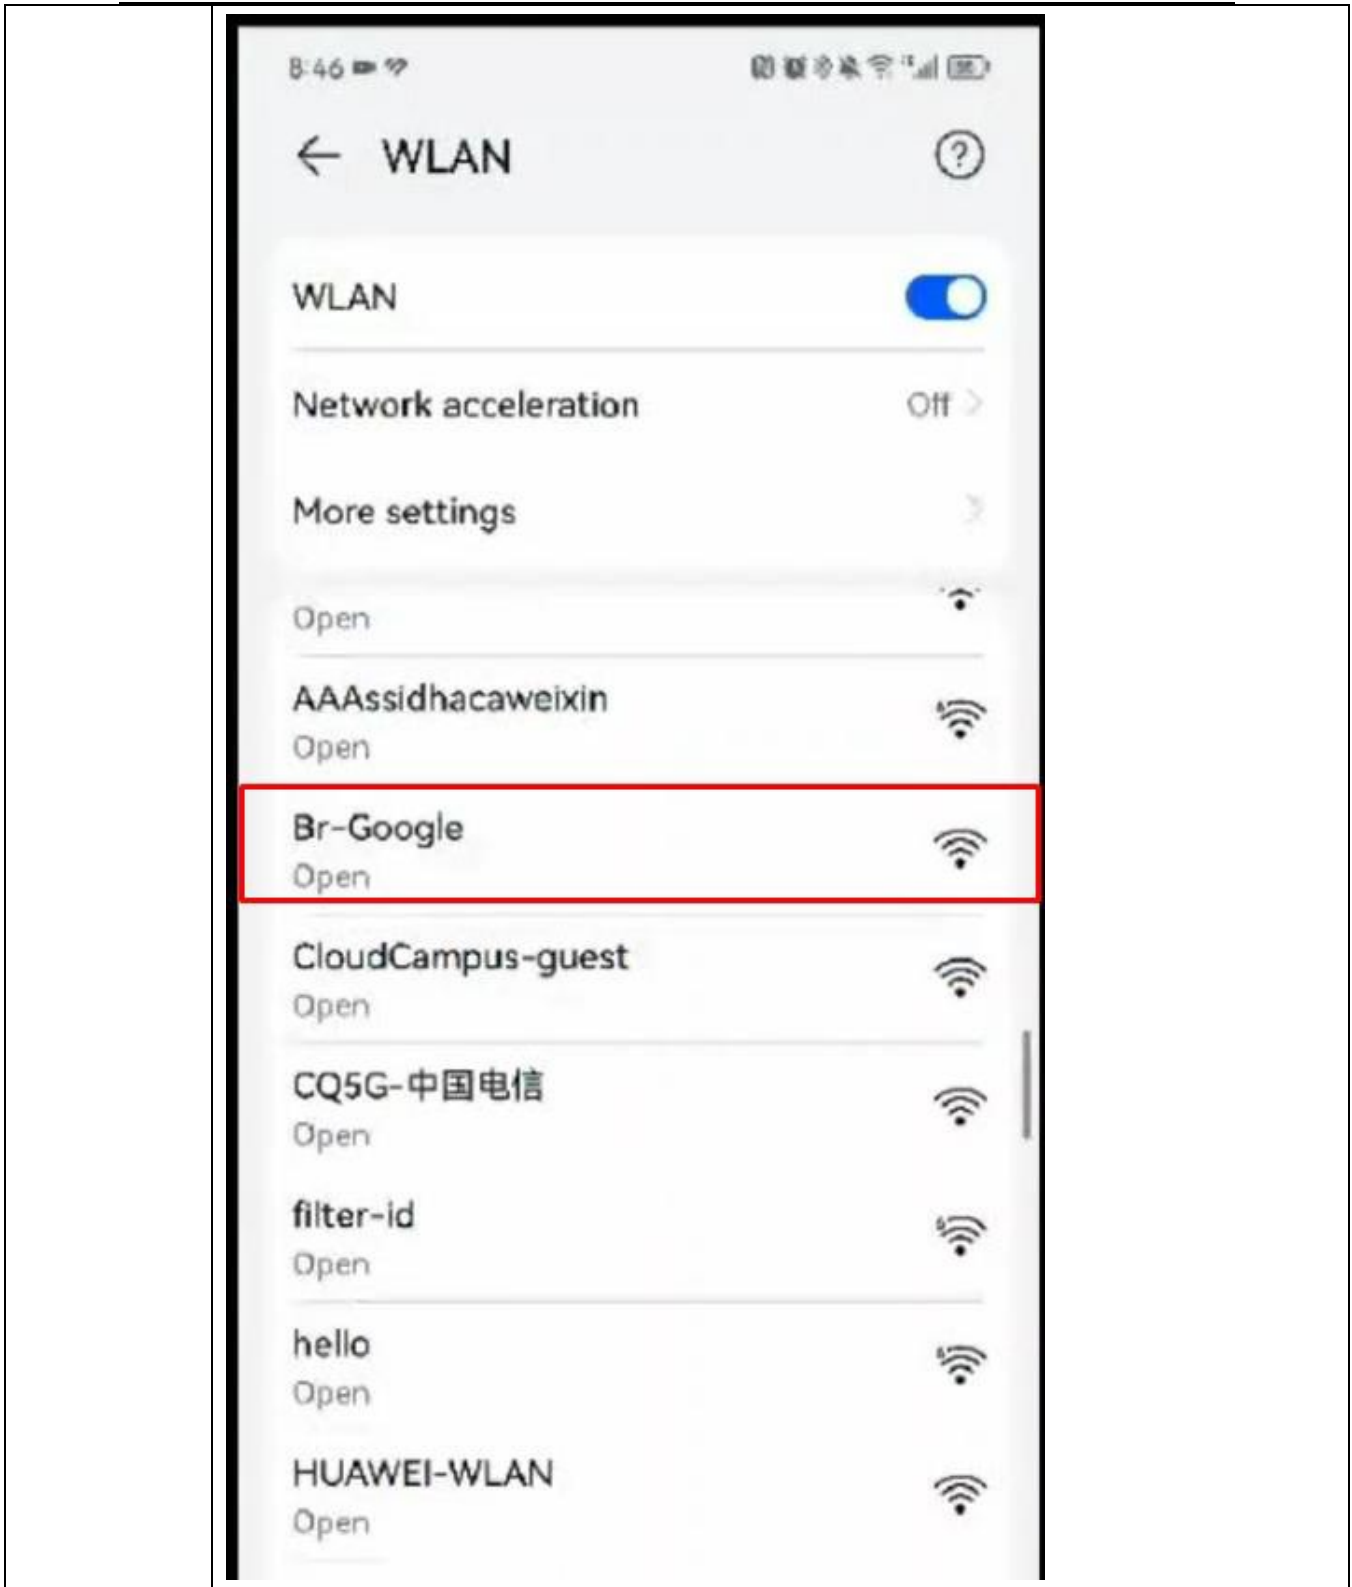 8:46
WLAN
WLAN
Network acceleration
Off
More settings
Open
AAAssidhacaweixin
Open
Br-Google
Open
CloudCampus-guest
Open
CQ5G-中国电信
Open
filter-id
Open
hello
Open
HUAWEI-WLAN
Open